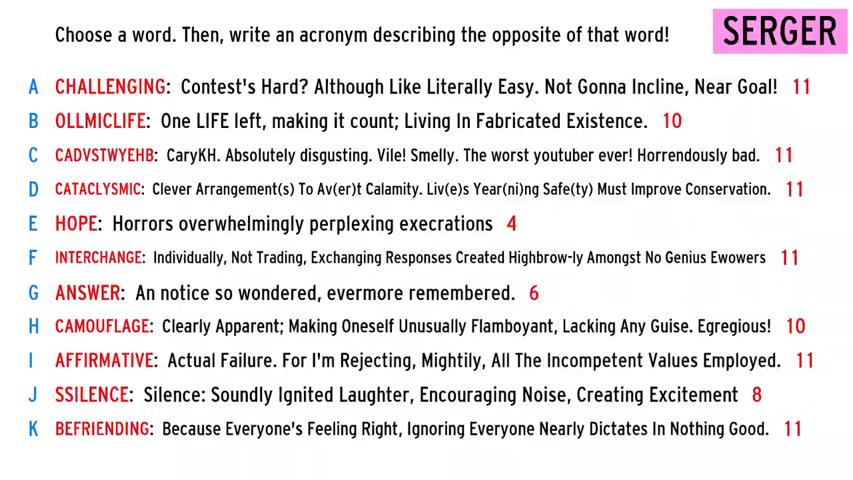 Choose a word. Then, write an acronym describing the opposite of that word!
SERGER
A CHALLENGING: Contest's Hard? Although Like Literally Easy. Not Gonna Incline, Near Goal! 11
B OLLMICLIFE: One LIFE left, making it count; Living In Fabricated Existence. 10
C CADVSTWYEHB: CaryKH. Absolutely disgusting. Vile! Smelly. The worst youtuber ever! Horrendously bad. 11
D CATACLYSMIC: Clever Arrangement(s) To Av(er)t Calamity. Liv(e)s Year(ni)ng Safe(ty) Must Improve Conservation. 11
E HOPE: Horrors overwhelmingly perplexing execrations 4
F INTERCHANGE: Individually, Not Trading, Exchanging Responses Created Highbrow-ly Amongst No Genius Ewowers 11
G ANSWER: An notice so wondered, evermore remembered. 6
H CAMOUFLAGE: Clearly Apparent; Making Oneself Unusually Flamboyant, Lacking Any Guise. Egregious! 10
I AFFIRMATIVE: Actual Failure. For I'm Rejecting, Mightily, All The Incompetent Values Employed. 11
J SSILENCE: Silence: Soundly Ignited Laughter, Encouraging Noise, Creating Excitement 8
K BEFRIENDING: Because Everyone's Feeling Right, Ignoring Everyone Nearly Dictates In Nothing Good. 11